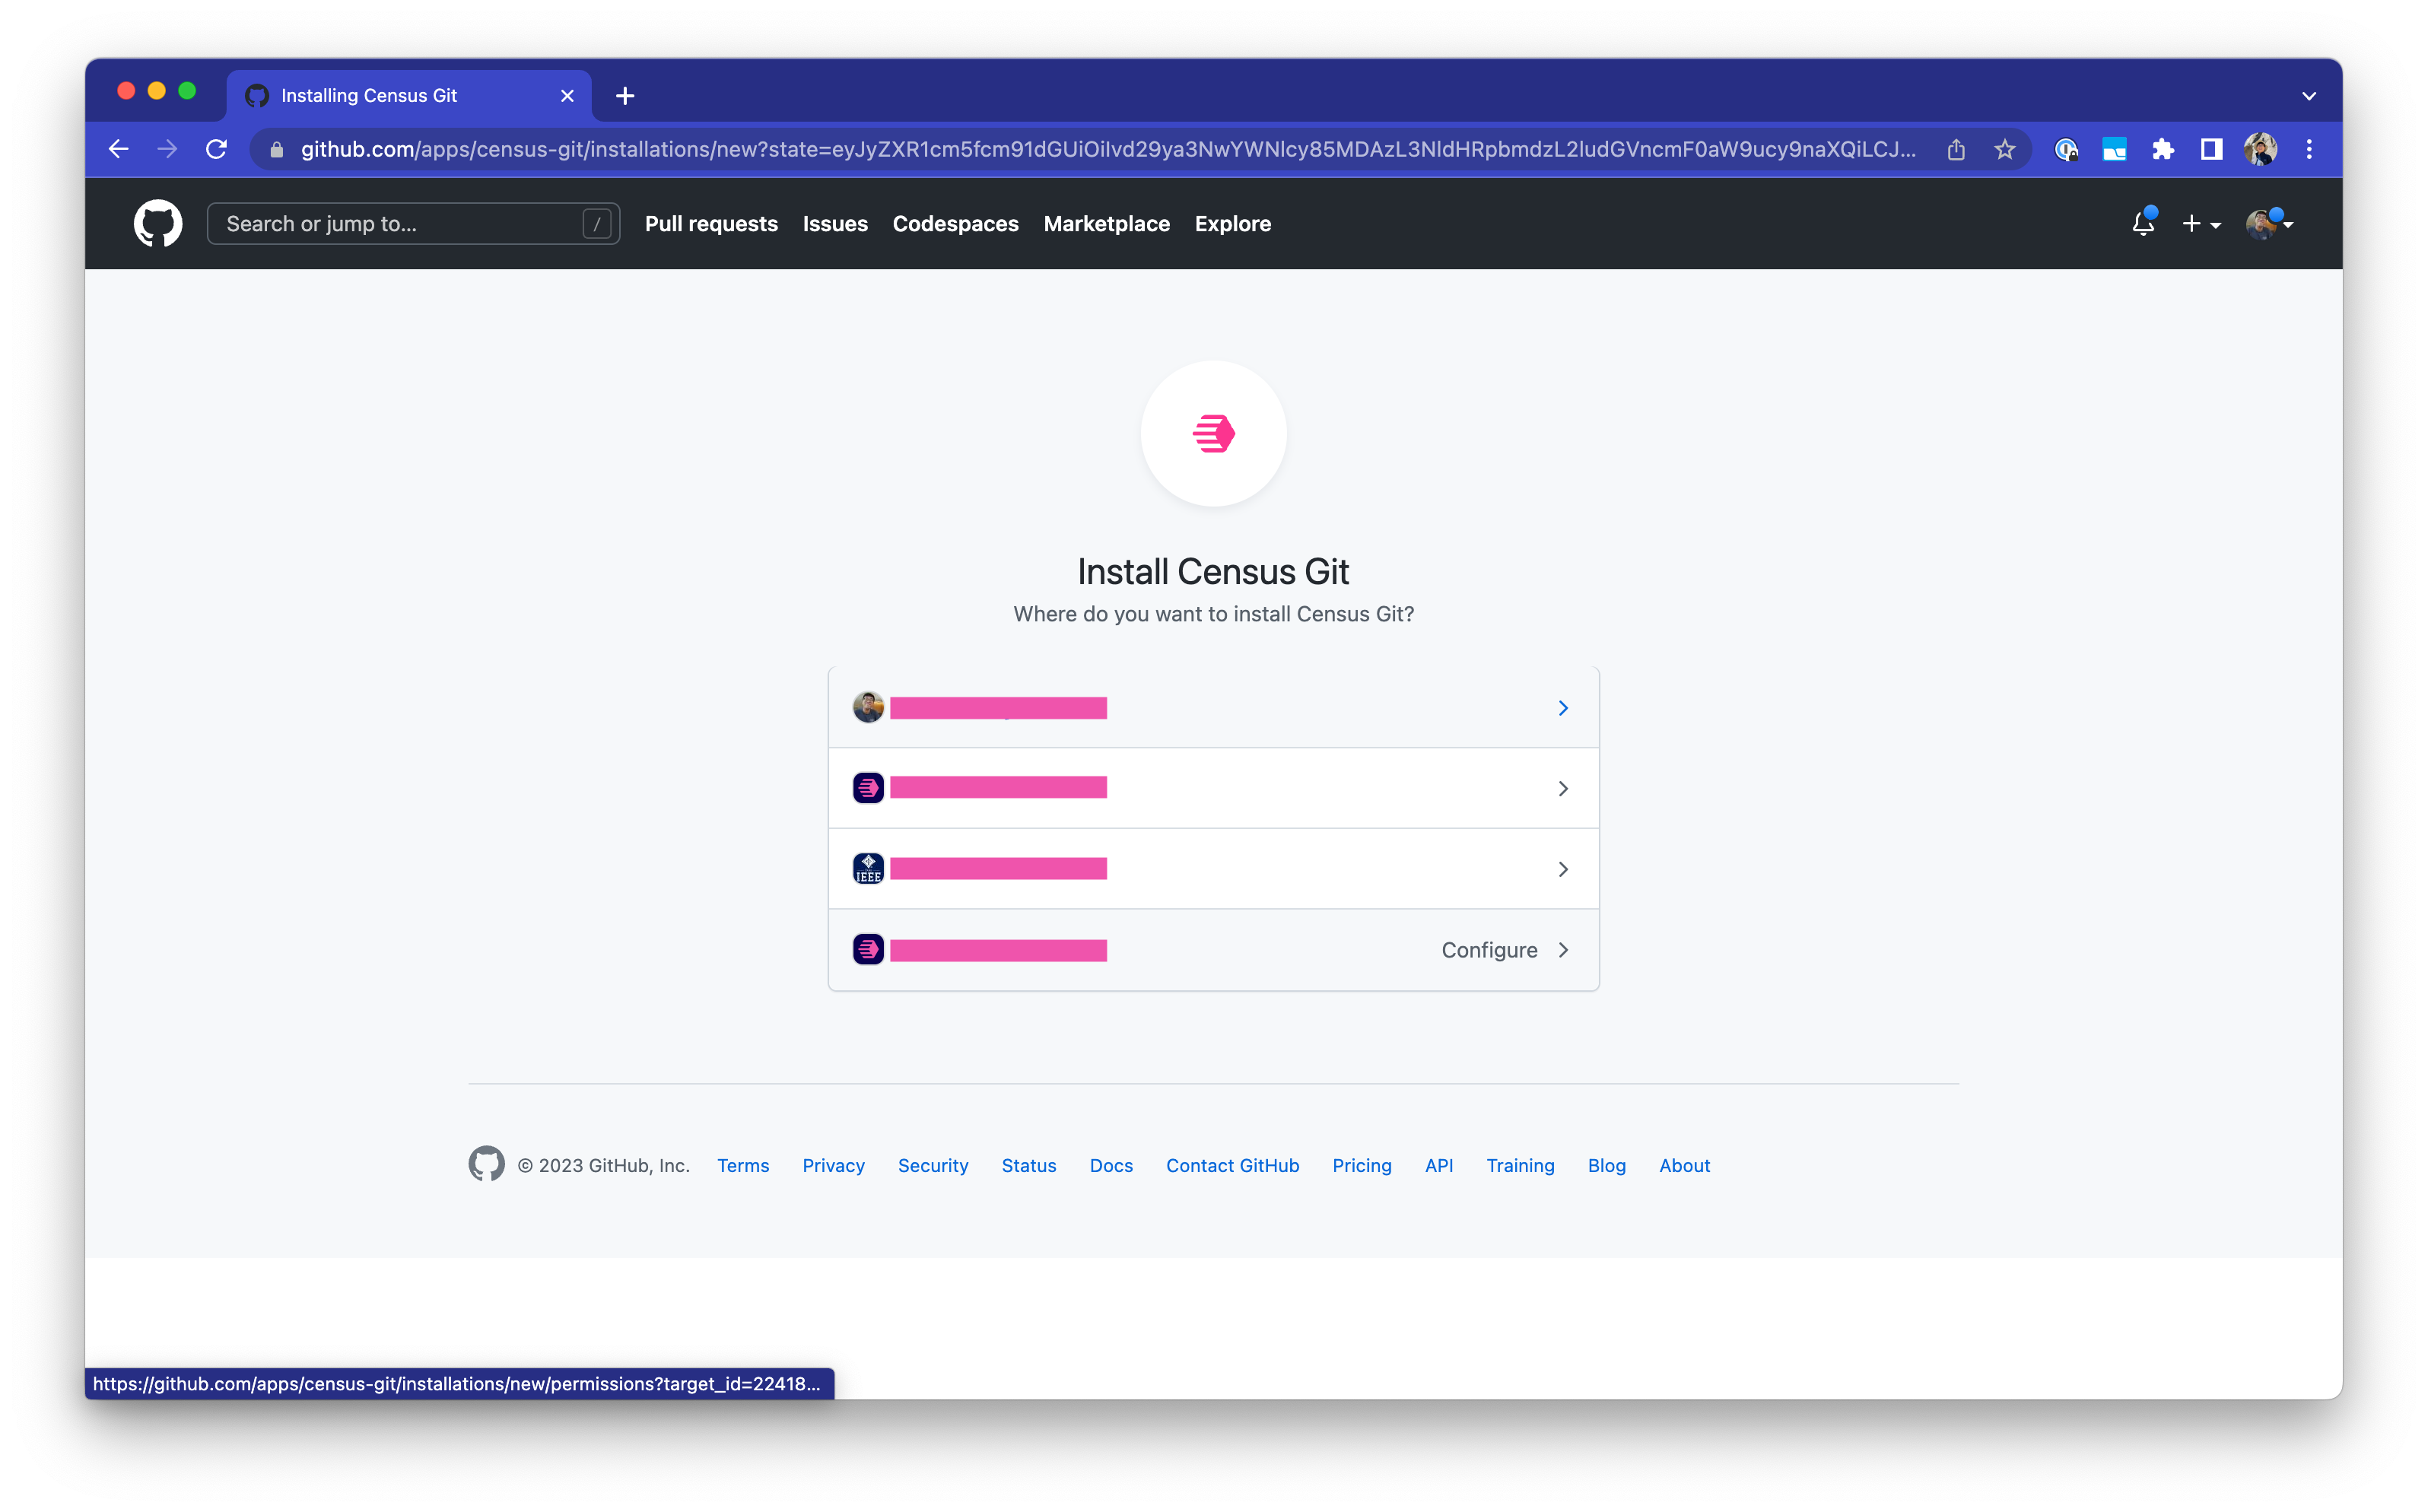 Installing Census Git
github.com/apps/census-git/installations/new?state=eyJyZXR1cm5fcm91dGUiOiIvd29ya3NwYWNlcy85MDAzL3NldHRpbmdzL2ludGVncmF0aW9ucy9naXQiLCJ...
Search or jump to... /
Pull requests Issues Codespaces Marketplace Explore
Install Census Git
Where do you want to install Census Git?
IEEE
Configure
© 2023 GitHub, Inc. Terms Privacy Security Status Docs Contact GitHub Pricing API Training Blog About
https://github.com/apps/census-git/installations/new/permissions?target_id=22418...